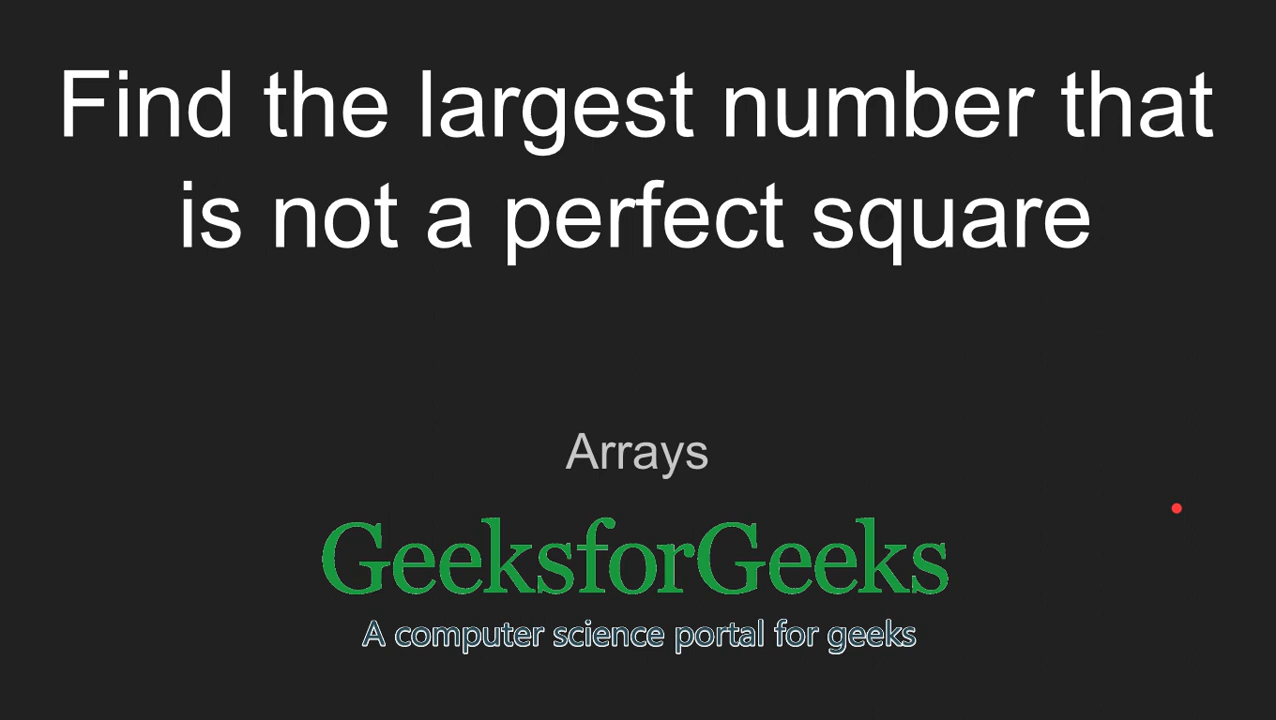 Find the largest number that
is not a perfect square
Arrays
GeeksforGeeks
A computer science portal for geeks